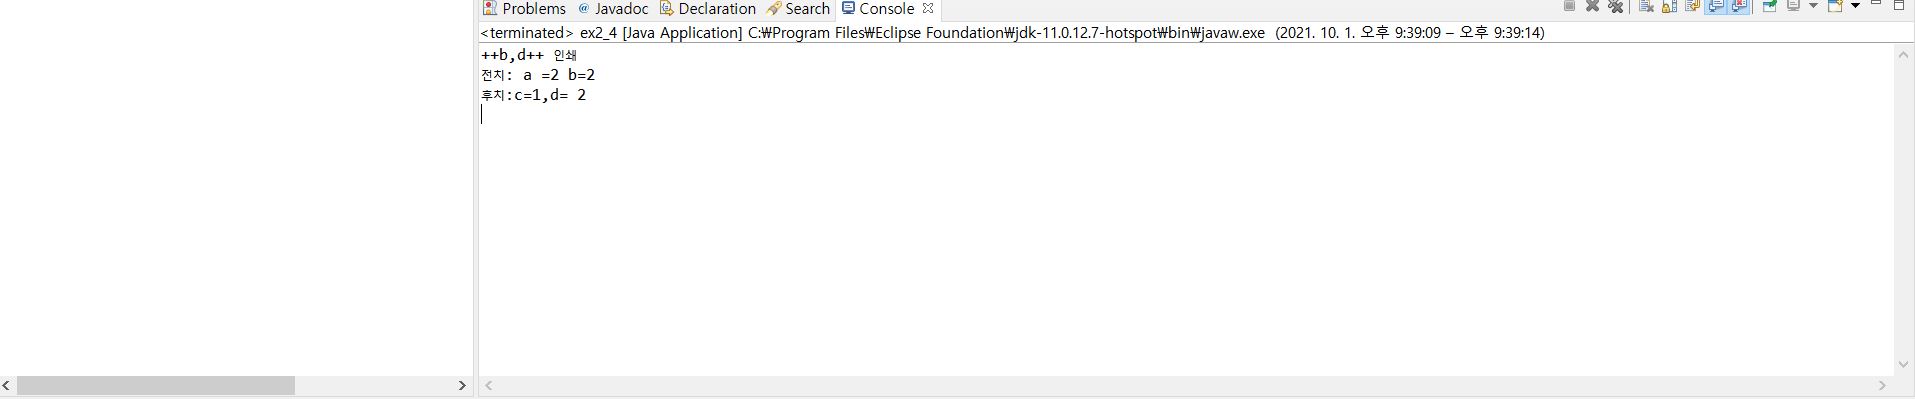 Problems @ Javadoc Declaration Search Console
<terminated> ex2_4 [Java Application] C:₩Program Files₩Eclipse Foundation₩jdk-11.0.12.7-hotspot₩bin₩javaw.exe (2021. 10. 1. 오후 9:39:09 – 오후 9:39:14)
++b,d++ 인쇄
전치: a =2 b=2
후치:c=1,d= 2